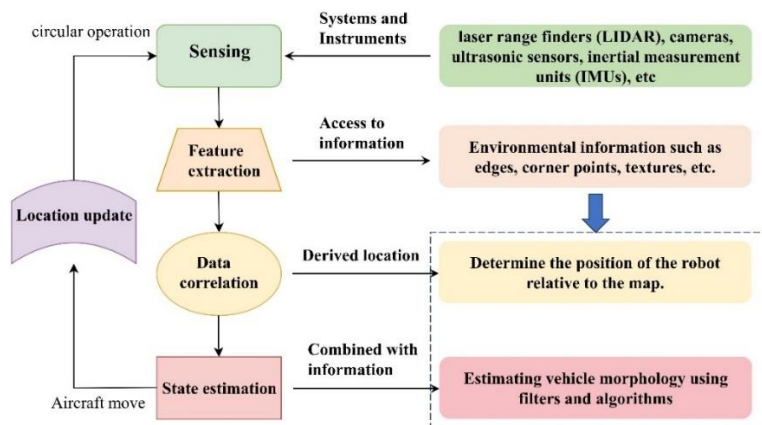 circular operation
Sensing
Systems and
Instruments
laser range finders (LIDAR), cameras,
ultrasonic sensors, inertial measurement
units (IMUs), etc
Feature
extraction
Access to
information
Environmental information such as
edges, corner points, textures, etc.
Location update
Data
correlation
Derived location
Determine the position of the robot
relative to the map.
Aircraft move
State estimation
Combined with
information
Estimating vehicle morphology using
filters and algorithms